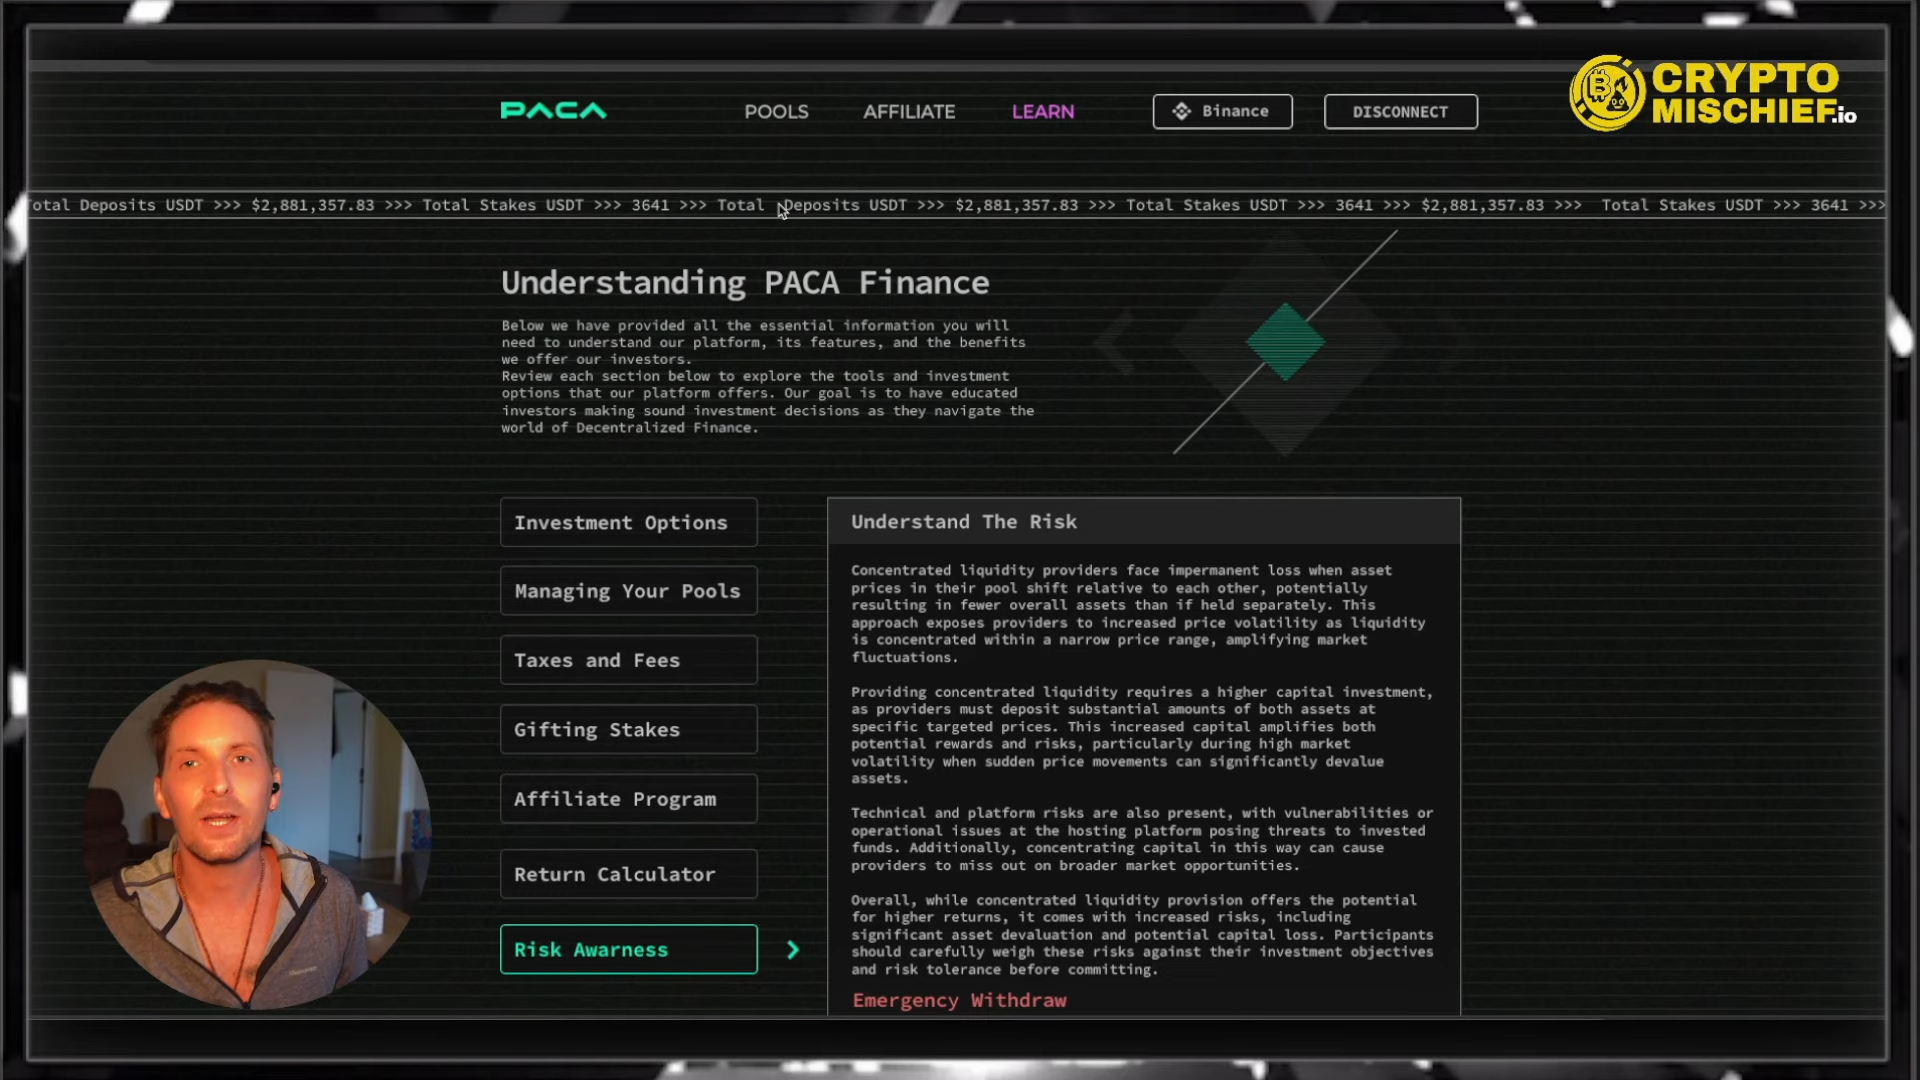 CRYPTO
MISCHIEF.io
PACA
POOLS
AFFILIATE
LEARN
Binance
DISCONNECT
Total Deposits USDT >>> $2,881,357.83 >>> Total Stakes USDT >>> 3641 >>> Total Deposits USDT >>> $2,881,357.83 >>> Total Stakes USDT >>> 3641 >>> $2,881,357.83 >>> Total Stakes USDT >>> 3641 >>>
Understanding PACA Finance
Below we have provided all the essential information you will
need to understand our platform, its features, and the benefits
we offer our investors.
Review each section below to explore the tools and investment
options that our platform offers. Our goal is to have educated
investors making sound investment decisions as they navigate the
world of Decentralized Finance.
Investment Options
Managing Your Pools
Taxes and Fees
Gifting Stakes
Affiliate Program
Return Calculator
Risk Awarness
Understand The Risk
Concentrated liquidity providers face impermanent loss when asset
prices in their pool shift relative to each other, potentially
resulting in fewer overall assets than if held separately. This
approach exposes providers to increased price volatility as liquidity
is concentrated within a narrow price range, amplifying market
fluctuations.
Providing concentrated liquidity requires a higher capital investment,
as providers must deposit substantial amounts of both assets at
specific targeted prices. This increased capital amplifies both
potential rewards and risks, particularly during high market
volatility when sudden price movements can significantly devalue
assets.
Technical and platform risks are also present, with vulnerabilities or
operational issues at the hosting platform posing threats to invested
funds. Additionally, concentrating capital in this way can cause
providers to miss out on broader market opportunities.
Overall, while concentrated liquidity provision offers the potential
for higher returns, it comes with increased risks, including
significant asset devaluation and potential capital loss. Participants
should carefully weigh these risks against their investment objectives
and risk tolerance before committing.
Emergency Withdraw